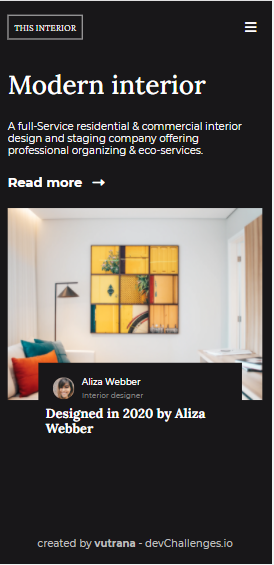 THIS INTERIOR
Modern interior
A full-Service residential & commercial interior
design and staging company offering
professional organizing & eco-services.
Read more →
Aliza Webber
Interior designer
Designed in 2020 by Aliza
Webber
created by vutrana - devChallenges.io